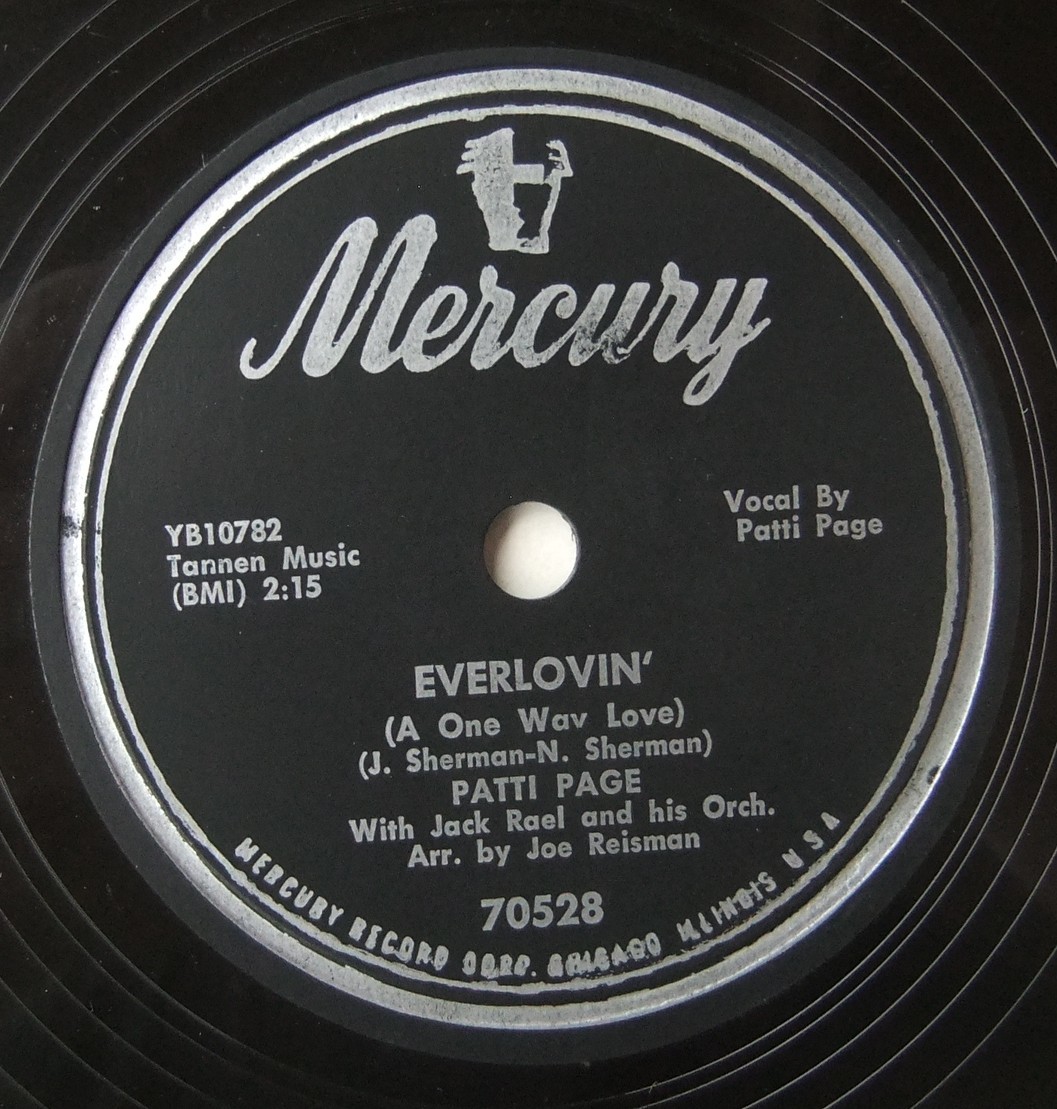 Mercury
YB10782
Tannen Music
(BMI) 2:15
Vocal By
Patti Page
EVERLOVIN'
(A One Way Love)
(J. Sherman-N. Sherman)
PATTI PAGE
With Jack Rael and his Orch.
Arr. by Joe Reisman
70528
MERCURY RECORD CORP. CHICAGO ILLINOIS U S A